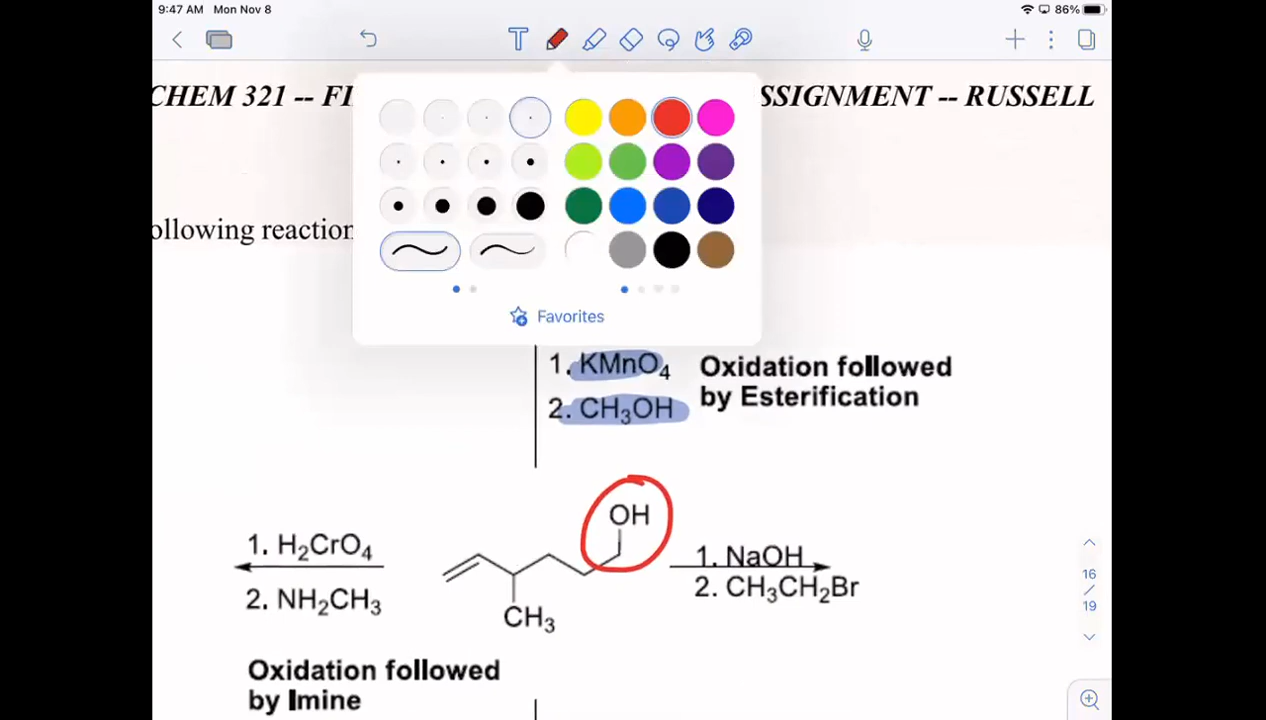 9:47 AM Mon Nov 8
86%
T
CHEM 321 -- FI SSIGNMENT -- RUSSELL
ollowing reaction
Favorites
1. KMnO4
2. CH3OH
Oxidation followed
by Esterification
OH
1. H2CrO4
2. NH2CH3
CH3
1. NaOH
2. CH3CH2Br
16
/
19
Oxidation followed
by Imine